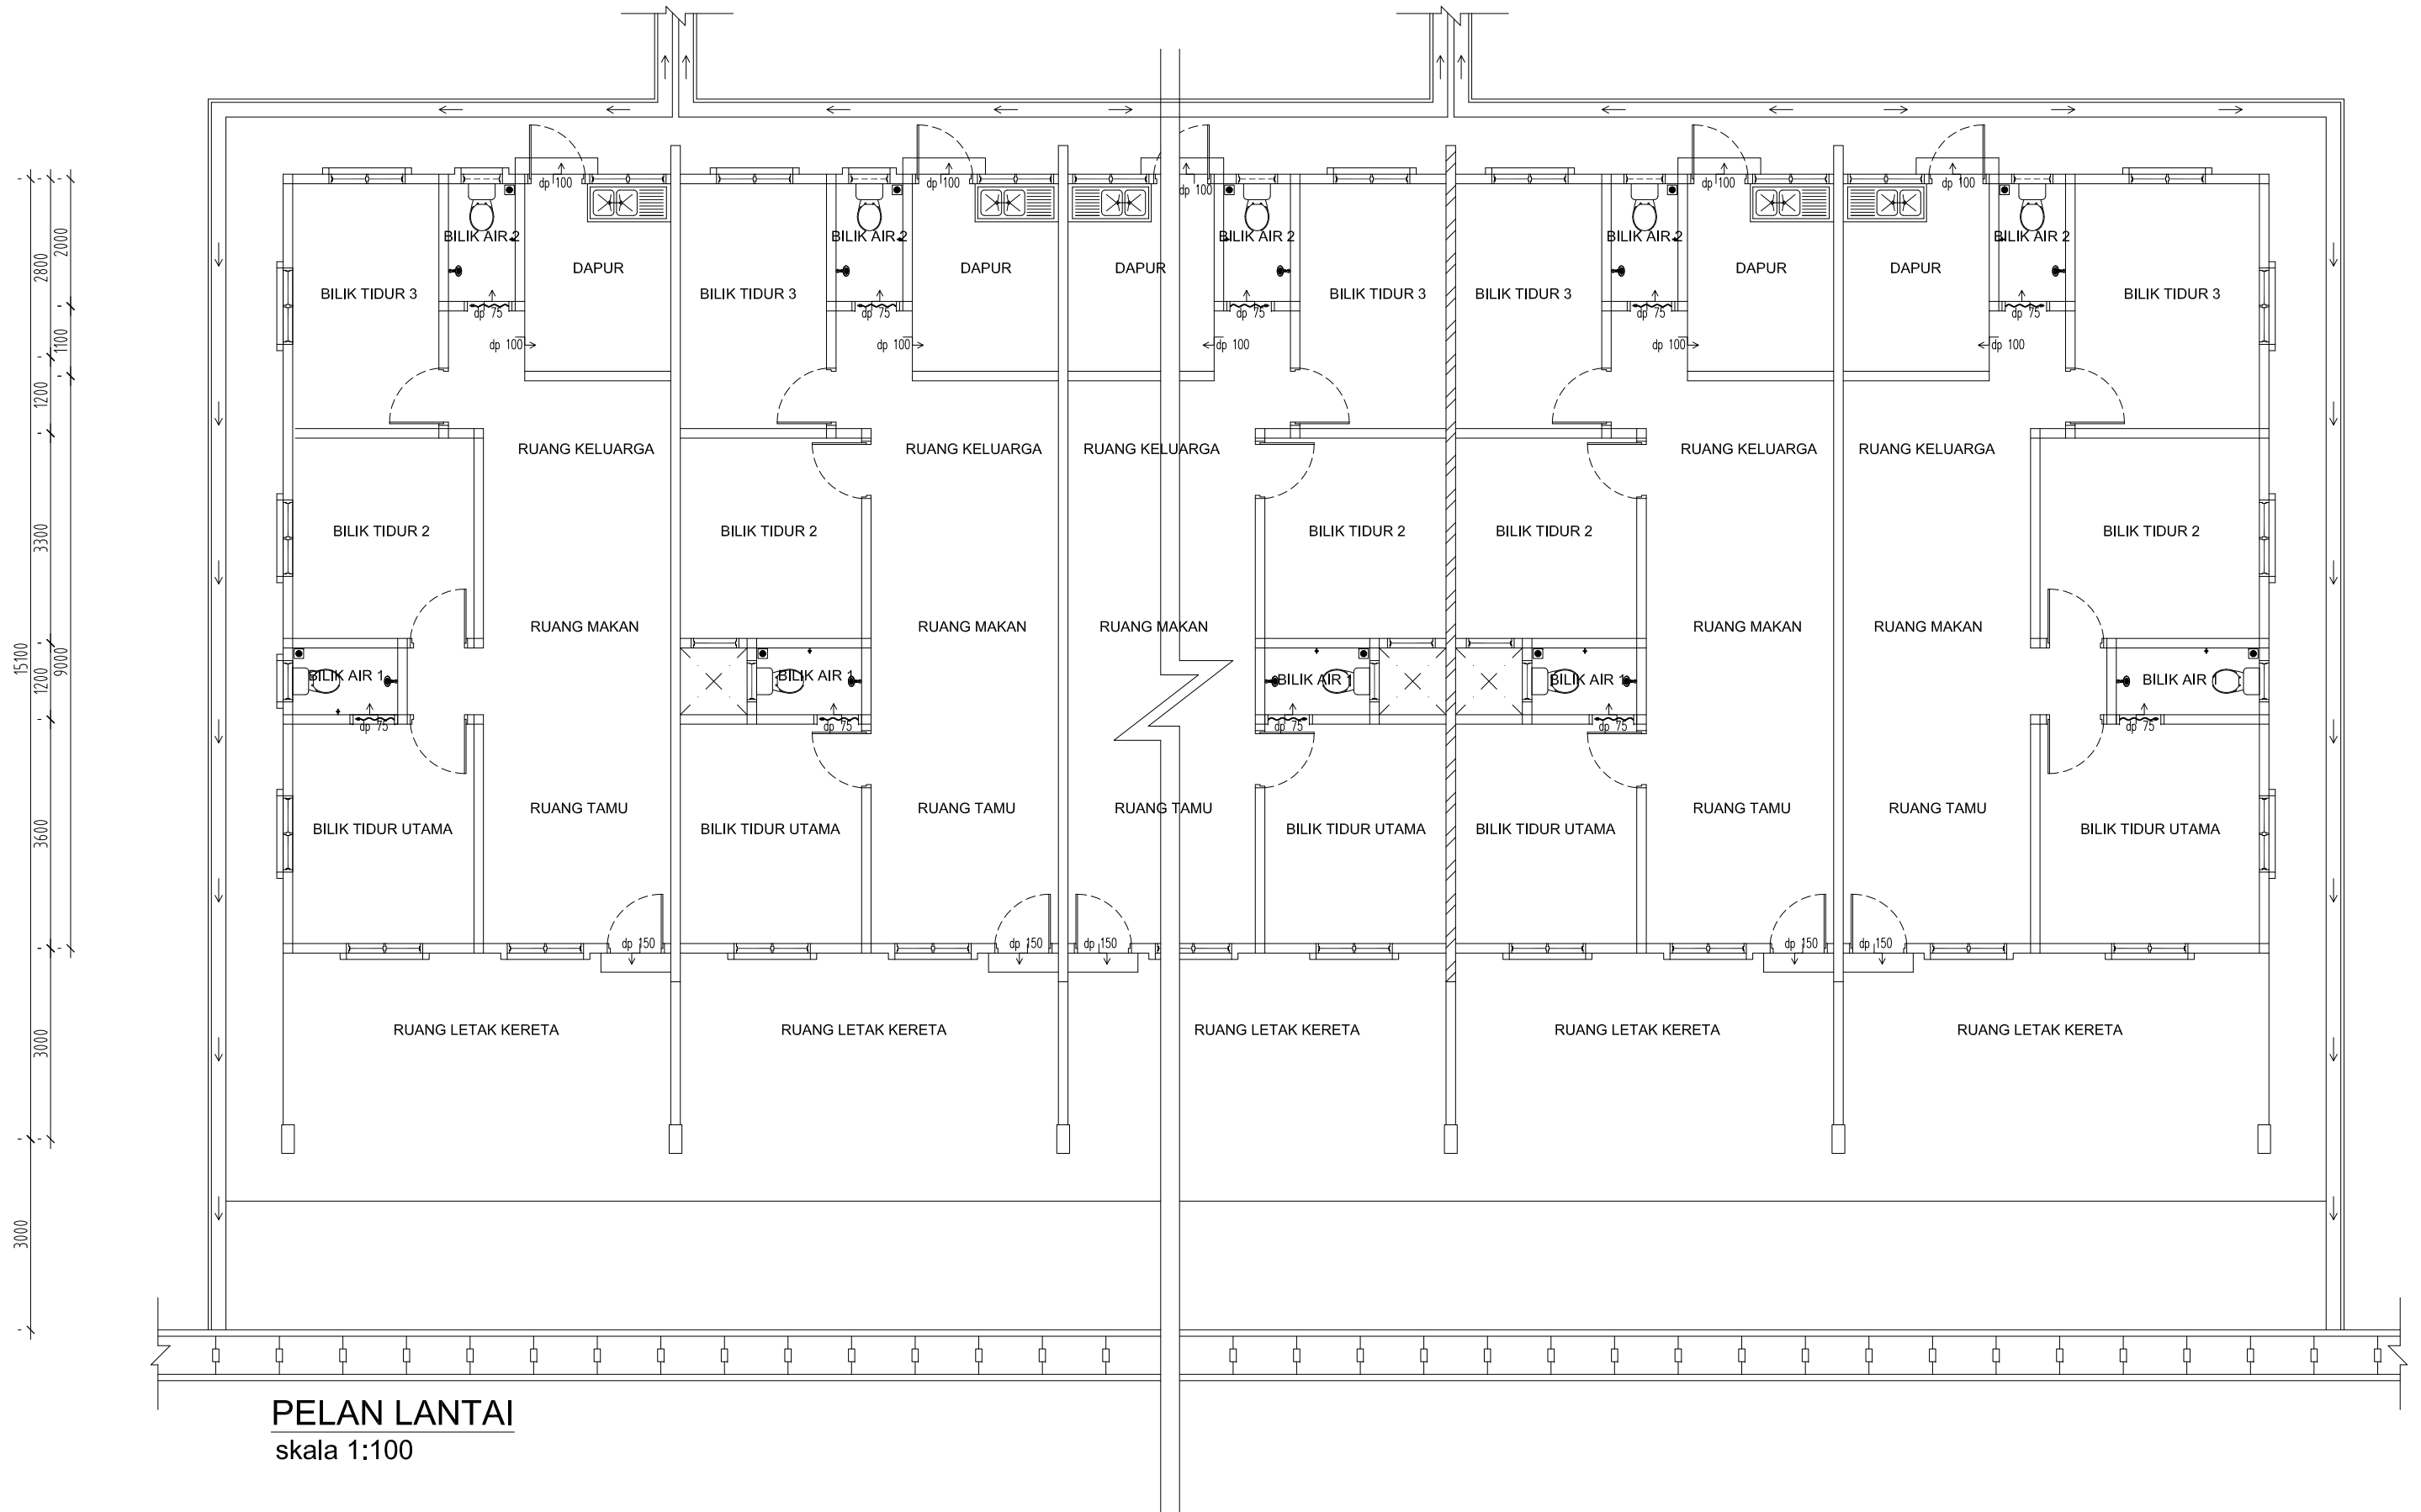 dp 100 dp 100 dp 100 dp 100 dp 100
BILIK AIR 2 BILIK AIR 2 BILIK AIR 2 BILIK AIR 2 BILIK AIR 2
DAPUR DAPUR DAPUR DAPUR DAPUR
BILIK TIDUR 3 BILIK TIDUR 3 BILIK TIDUR 3 BILIK TIDUR 3 BILIK TIDUR 3
dp 75 dp 75 dp 75 dp 75 dp 75
dp 100 dp 100 dp 100 dp 100 dp 100
RUANG KELUARGA RUANG KELUARGA RUANG KELUARGA RUANG KELUARGA RUANG KELUARGA
BILIK TIDUR 2 BILIK TIDUR 2 BILIK TIDUR 2 BILIK TIDUR 2 BILIK TIDUR 2
RUANG MAKAN RUANG MAKAN RUANG MAKAN RUANG MAKAN RUANG MAKAN
BILIK AIR 1 BILIK AIR 1 BILIK AIR 1 BILIK AIR 1 BILIK AIR 1
dp 75 dp 75 dp 75 dp 75 dp 75
RUANG TAMU RUANG TAMU RUANG TAMU RUANG TAMU RUANG TAMU
BILIK TIDUR UTAMA BILIK TIDUR UTAMA BILIK TIDUR UTAMA BILIK TIDUR UTAMA BILIK TIDUR UTAMA
dp 150 dp 150 dp 150 dp 150 dp 150
RUANG LETAK KERETA RUANG LETAK KERETA RUANG LETAK KERETA RUANG LETAK KERETA RUANG LETAK KERETA
15100
3000
2800
1200
3300
1200
3600
3000
2000
1100
9000
PELAN LANTAI
skala 1:100